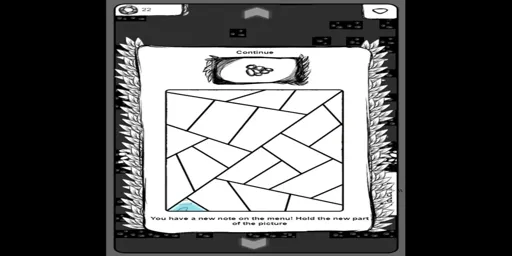 22
Continue
You have a new note on the menu! Hold the new part
of the picture